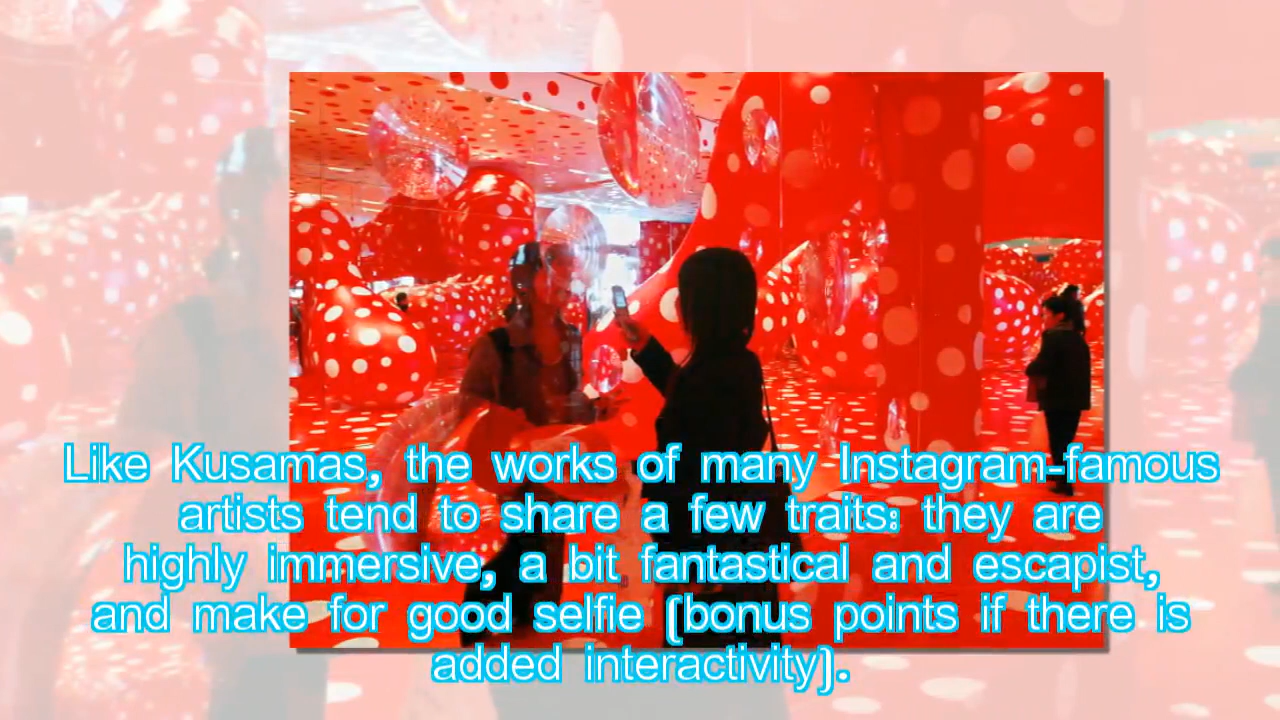 Like Kusamas, the works of many Instagram-famous
artists tend to share a few traits: they are
highly immersive, a bit fantastical and escapist,
and make for good selfie (bonus points if there is
added interactivity).